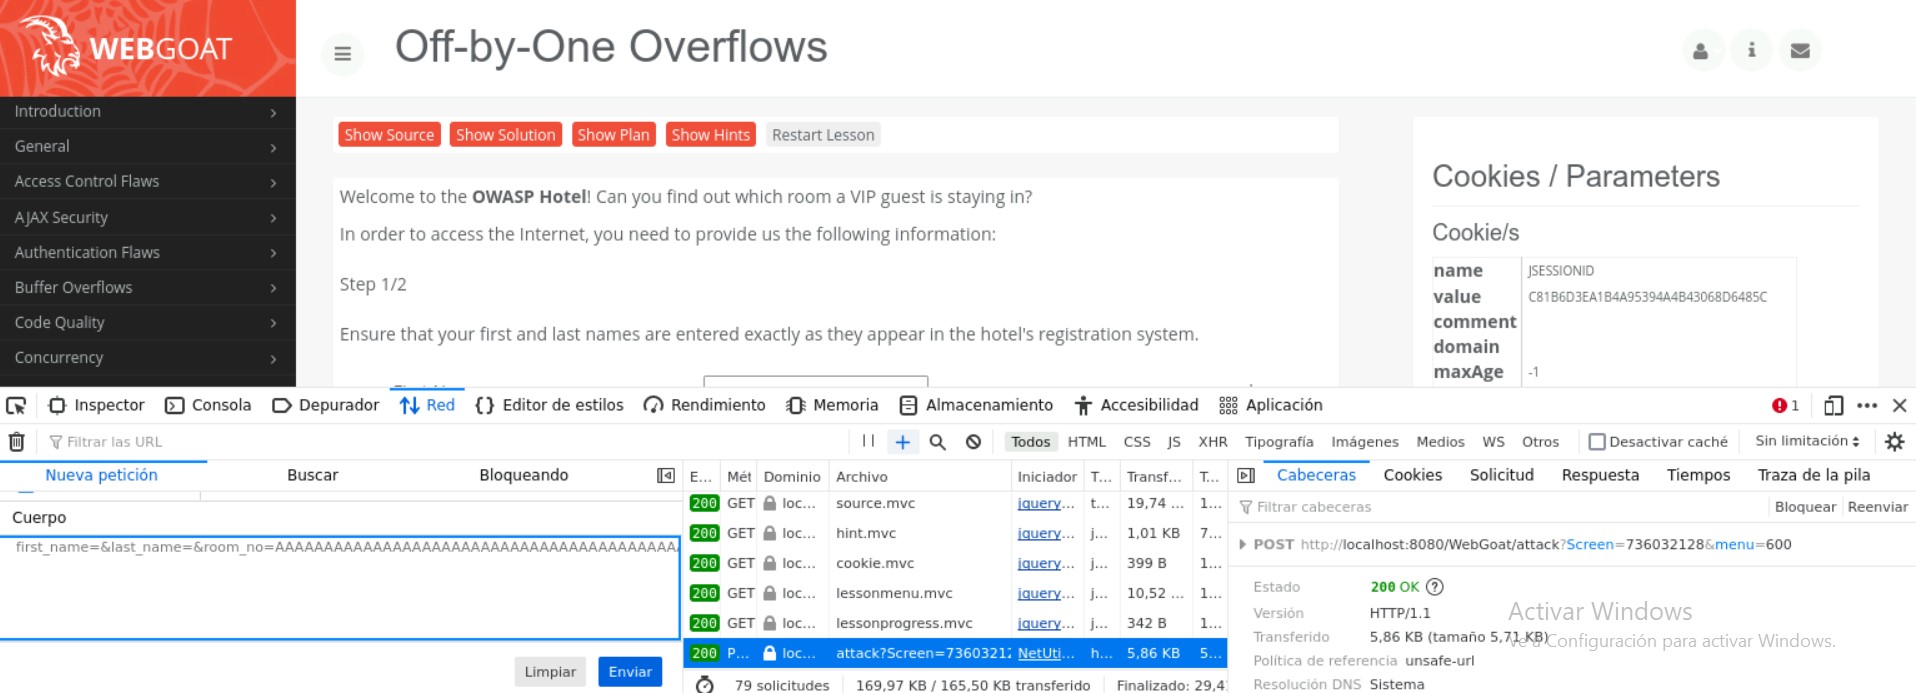 WEBGOAT
Off-by-One Overflows
Introduction
General
Access Control Flaws
AJAX Security
Authentication Flaws
Buffer Overflows
Code Quality
Concurrency
Show Source Show Solution Show Plan Show Hints Restart Lesson
Welcome to the OWASP Hotel! Can you find out which room a VIP guest is staying in?
In order to access the Internet, you need to provide us the following information:
Step 1/2
Ensure that your first and last names are entered exactly as they appear in the hotel's registration system.
Cookies / Parameters
Cookie/s
name JSESSIONID
value C81B6D3EA1B4A95394A4B43068D6485C
comment
domain
maxAge -1
Inspector Consola Depurador Red Editor de estilos Rendimiento Memoria Almacenamiento Accesibilidad Aplicación 1
Filtrar las URL Todos HTML CSS JS XHR Tipografía Imágenes Medios WS Otros Desactivar caché Sin limitación
Nueva petición Buscar Bloqueando
Cuerpo
first_name=&last_name=&room_no=AAAAAAAAAAAAAAAAAAAAAAAAAAAAAAAAAAAAAAAAA
Limpiar Enviar
E... Mét Dominio Archivo Iniciador T... Transf... T...
200 GET loc... source.mvc jquery... t... 19,74 ... 1...
200 GET loc... hint.mvc jquery... j... 1,01 KB 7...
200 GET loc... cookie.mvc jquery... j... 399 B 1...
200 GET loc... lessonmenu.mvc jquery... j... 10,52 ... 1...
200 GET loc... lessonprogress.mvc jquery... j... 342 B 1...
200 P... loc... attack?Screen=73603212 NetUti... h... 5,86 KB 5...
79 solicitudes 169,97 KB / 165,50 KB transferido Finalizado: 29,4
Cabeceras Cookies Solicitud Respuesta Tiempos Traza de la pila
Filtrar cabeceras Bloquear Reenviar
POST http://localhost:8080/WebGoat/attack?Screen=736032128&menu=600
Estado 200 OK
Versión HTTP/1.1
Transferido 5,86 KB (tamaño 5,71 KB)
Política de referencia unsafe-url
Resolución DNS Sistema
Activar Windows
Ve a Configuración para activar Windows.